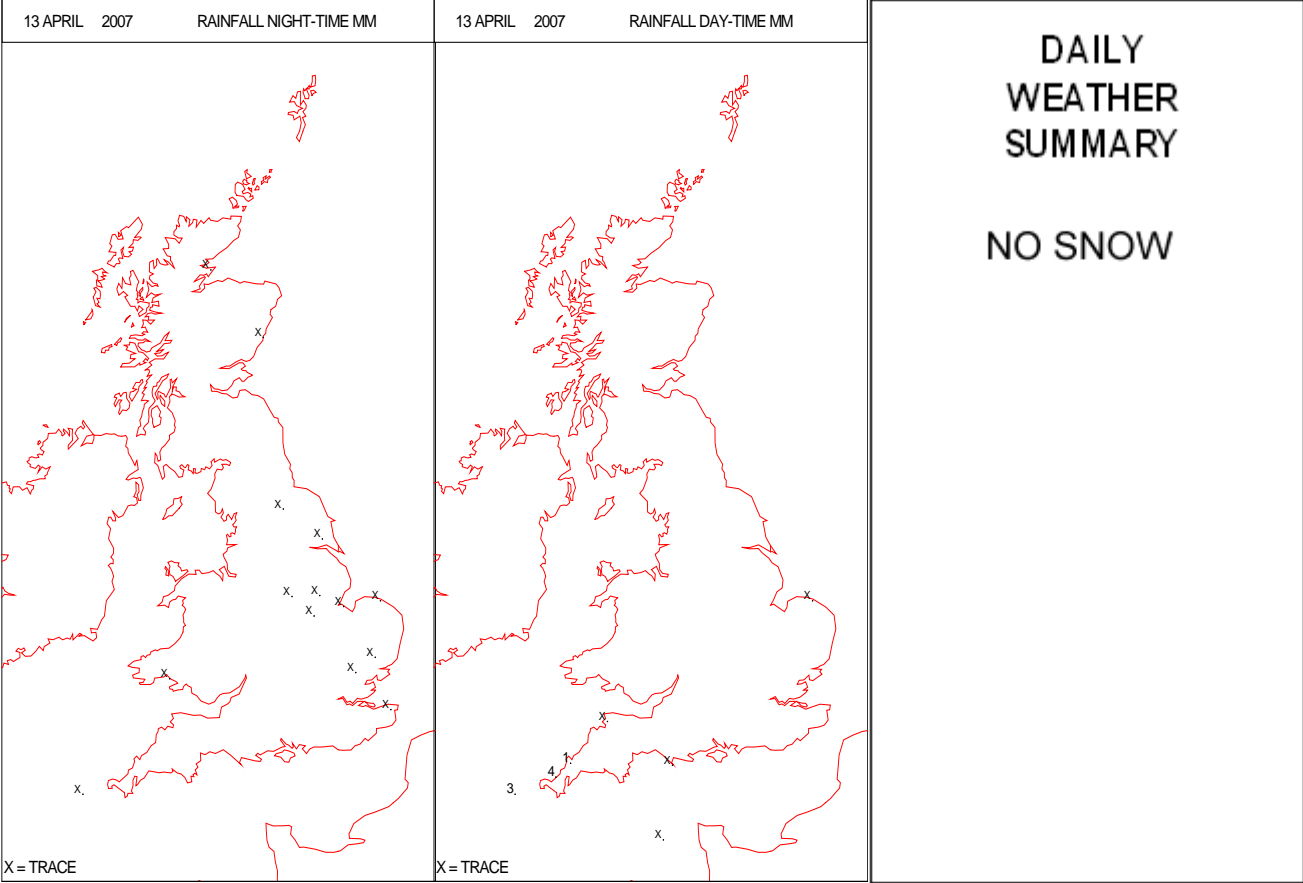 13 APRIL 2007 RAINFALL NIGHT-TIME MM
X.
X.
X.
X.
X.
X.
X.
X.
X.
X.
X.
X.
X.
X.
X = TRACE
13 APRIL 2007 RAINFALL DAY-TIME MM
X.
X.
1.
X.
4.
3.
X.
X = TRACE
DAILY
WEATHER
SUMMARY
NO SNOW